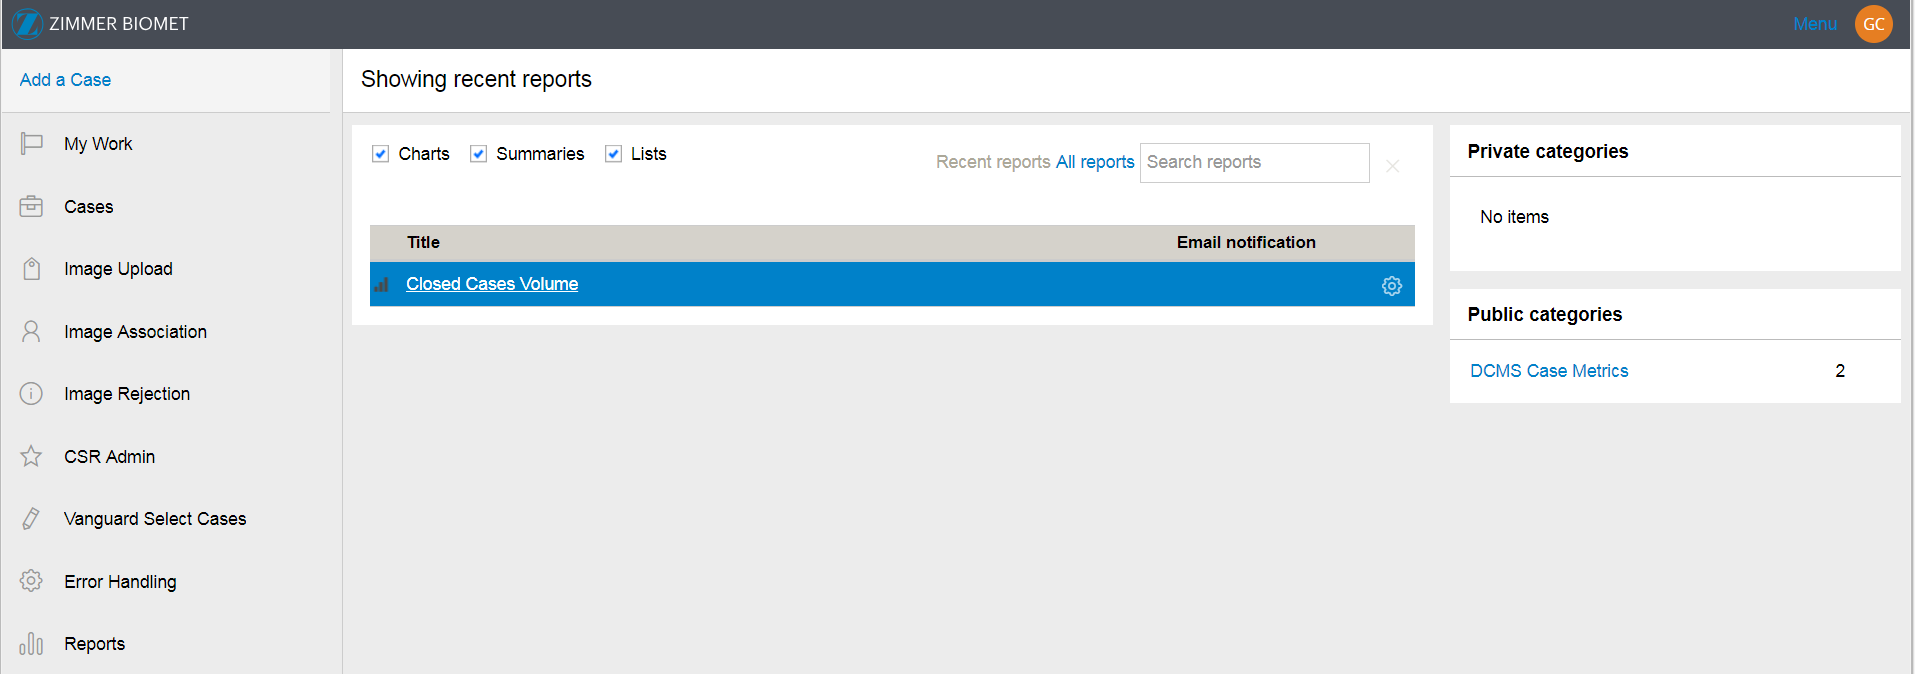 ZIMMER BIOMET
Menu
GC
Add a Case
My Work
Cases
Image Upload
Image Association
Image Rejection
CSR Admin
Vanguard Select Cases
Error Handling
Reports
Showing recent reports
Charts Summaries Lists
Recent reports All reports Search reports
Title Email notification
Closed Cases Volume
Private categories
No items
Public categories
DCMS Case Metrics 2